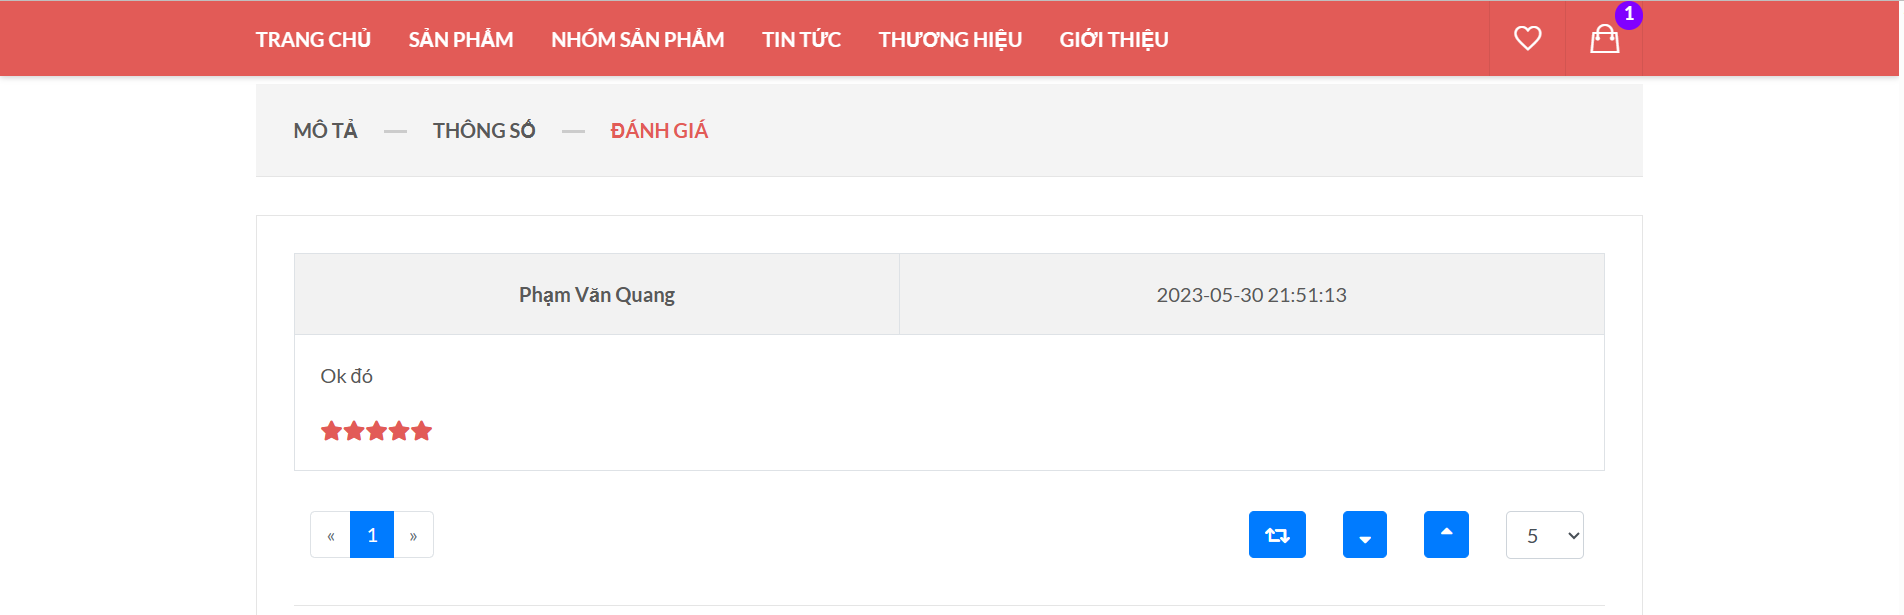 1
TRANG CHỦ SẢN PHẨM NHÓM SẢN PHẨM TIN TỨC THƯƠNG HIỆU GIỚI THIỆU
MÔ TẢ — THÔNG SỐ — ĐÁNH GIÁ
Phạm Văn Quang 2023-05-30 21:51:13
Ok đó
« 1 » 5